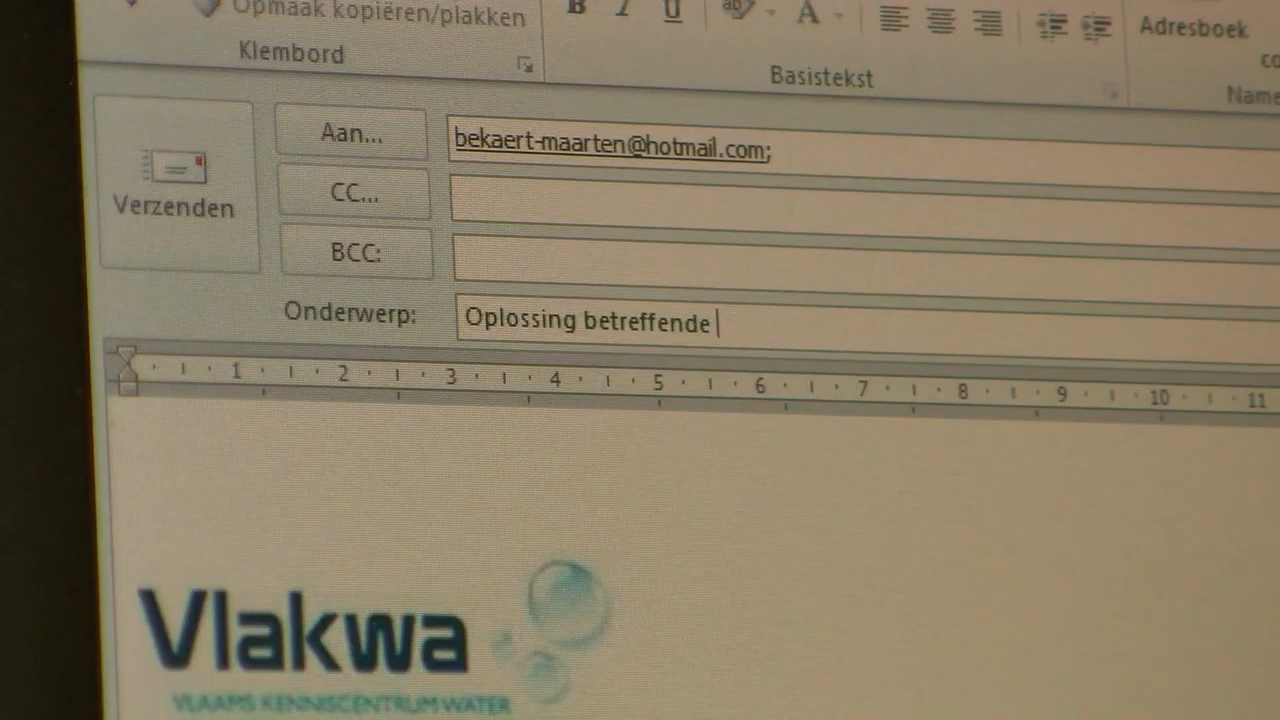 Opmaak kopiëren/plakken
B I U ab A
Adresboek
Klembord
Basistekst
Verzenden
Aan... bekaert-maarten@hotmail.com;
CC...
BCC:
Onderwerp: Oplossing betreffende
1 2 3 4 5 6 7 8 9 10 11
Vlakwa
VLAAMS KENNISCENTRUM WATER